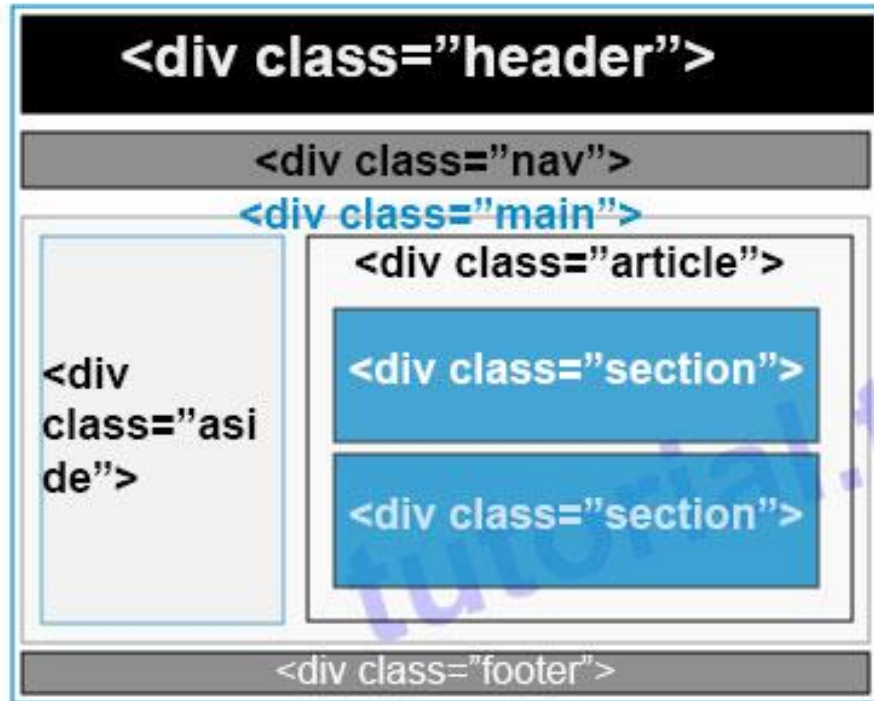 <div class=”header”>
<div class=”nav”>
<div class=”main”>
<div class=”article”>
<div
class=”asi
de”>
<div class=”section”>
<div class=”section”>
<div class=”footer”>
tutorial.t